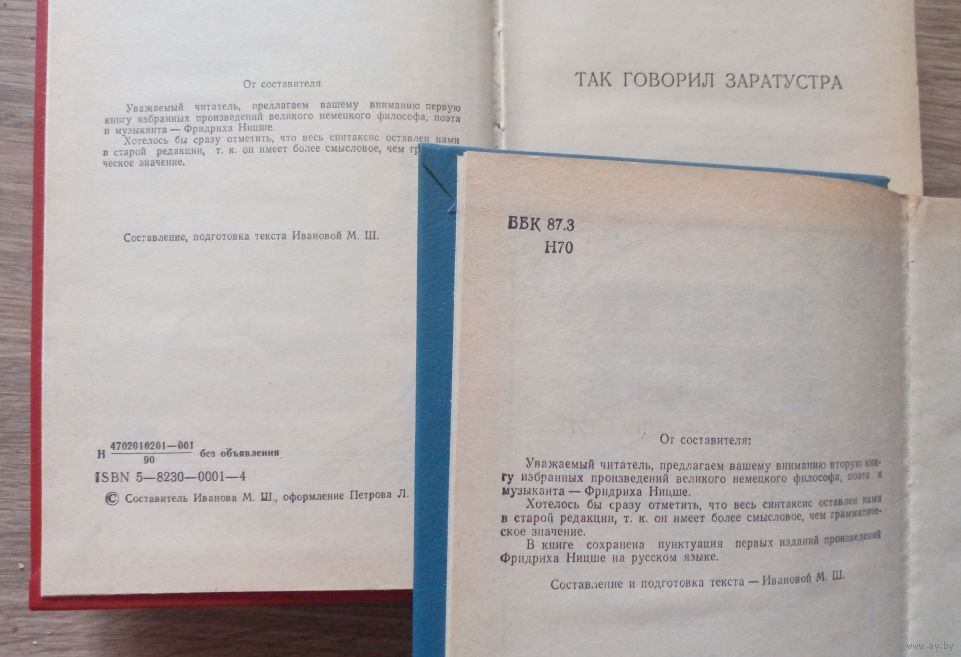 От составителя
Уважаемый читатель, предлагаем вашему вниманию первую
книгу избранных произведений великого немецкого философа, поэта
и музыканта — Фридриха Ницше.
Хотелось бы сразу отметить, что весь синтаксис оставлен нами
в старой редакции, т. к. он имеет более смысловое, чем
ческое значение.
Составление, подготовка текста Ивановой М. Ш.
Н 4702010201—001 без объявления
90
ISBN 5—8230—0001—4
© Составитель Иванова М. Ш., оформление Петрова Л.
ТАК ГОВОРИЛ ЗАРАТУСТРА
ББК 87.3
Н70
От составителя:
Уважаемый читатель, предлагаем вашему вниманию вторую кни-
гу избранных произведений великого немецкого философа, поэта и
музыканта — Фридриха Ницше.
Хотелось бы сразу отметить, что весь синтаксис оставлен нами
в старой редакции, т. к. он имеет более смысловое, чем грамматиче-
ское значение.
В книге сохранена пунктуация первых изданий произведений
Фридриха Ницше на русском языке.
Составление и подготовка текста — Ивановой М. Ш.
www.ay.by